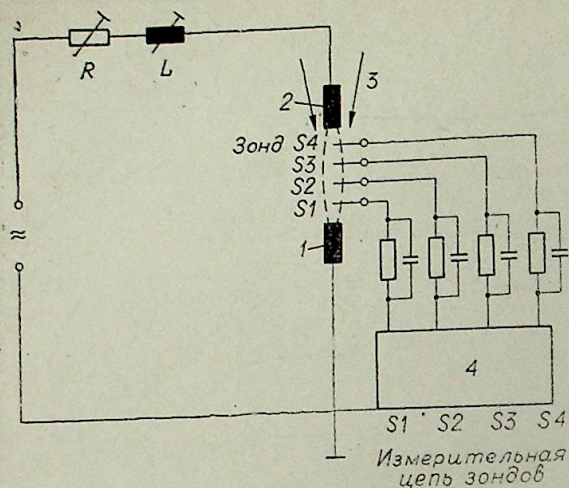 R L
2 3
Зонд S4
S3
S2
S1
1
4
S1 S2 S3 S4
Измерительная
цепь зондов